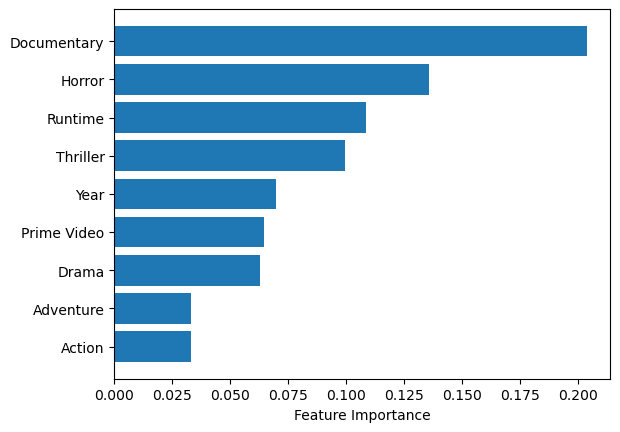 Documentary
Horror
Runtime
Thriller
Year
Prime Video
Drama
Adventure
Action
0.000 0.025 0.050 0.075 0.100 0.125 0.150 0.175 0.200
Feature Importance